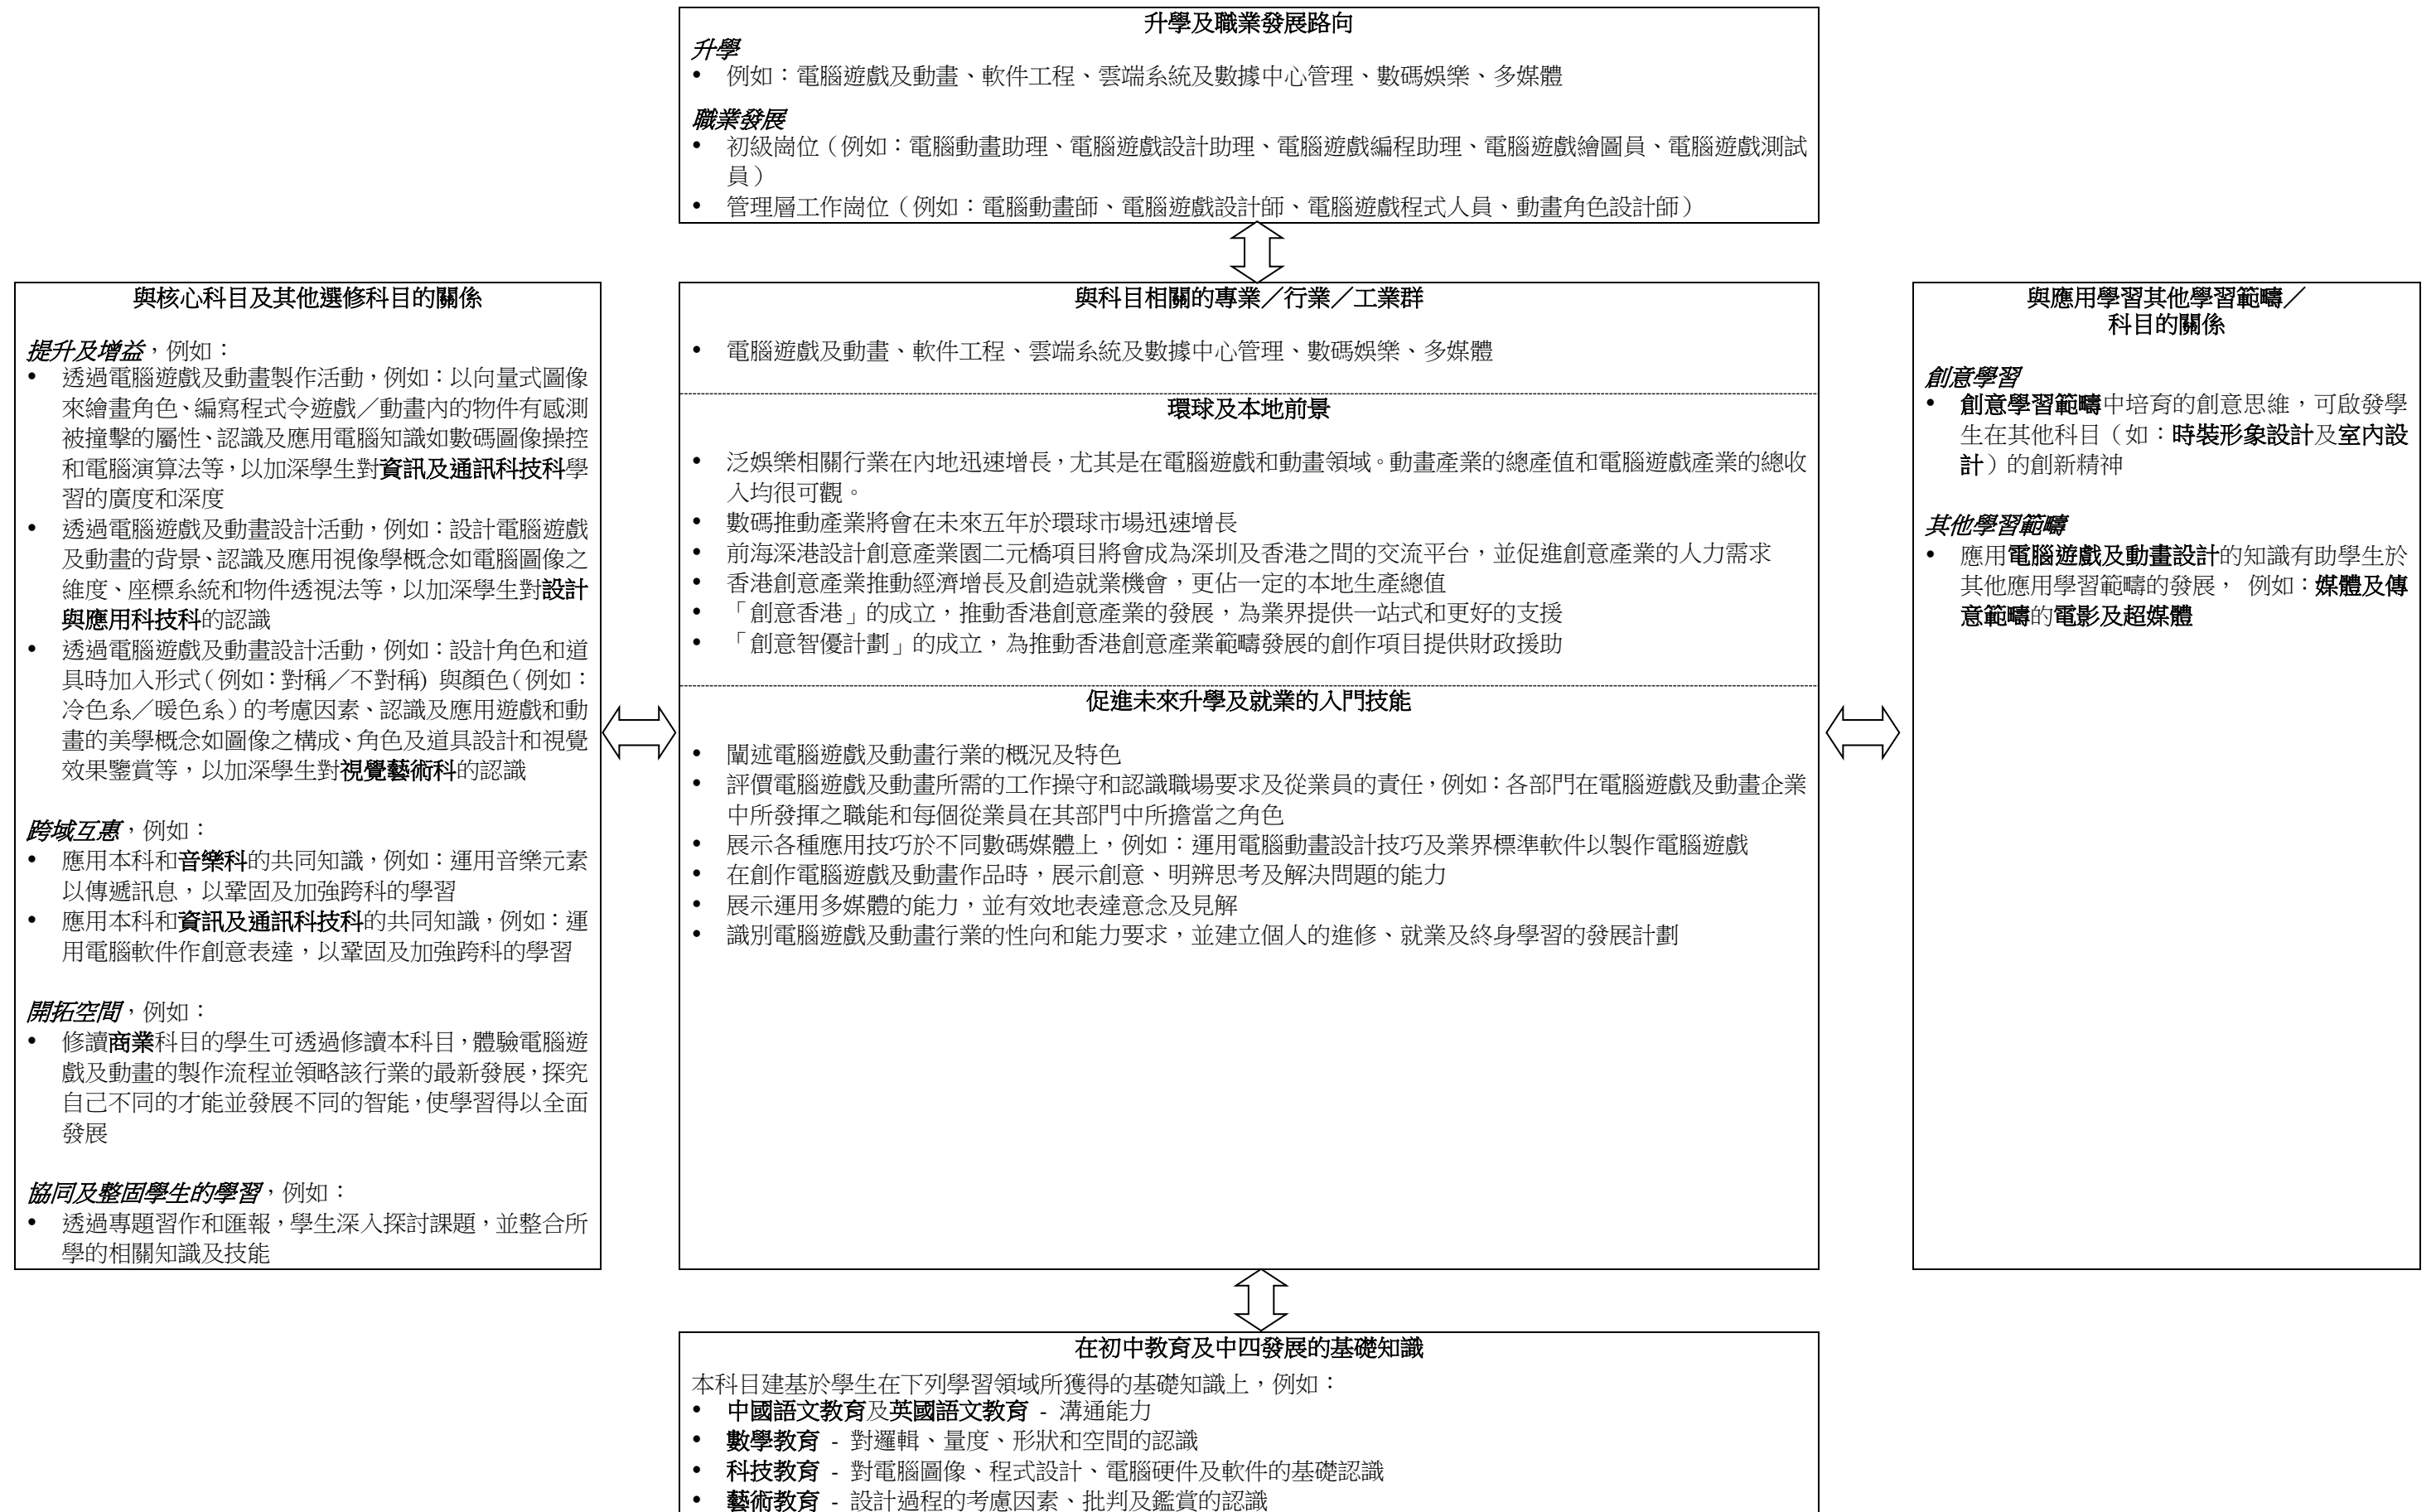 升學及職業發展路向
升學
• 例如：電腦遊戲及動畫、軟件工程、雲端系統及數據中心管理、數碼娛樂、多媒體
職業發展
• 初級崗位（例如：電腦動畫助理、電腦遊戲設計助理、電腦遊戲編程助理、電腦遊戲繪圖員、電腦遊戲測試
員）
• 管理層工作崗位（例如：電腦動畫師、電腦遊戲設計師、電腦遊戲程式人員、動畫角色設計師）
與核心科目及其他選修科目的關係
提升及增益，例如：
• 透過電腦遊戲及動畫製作活動，例如：以向量式圖像
來繪畫角色、編寫程式令遊戲／動畫內的物件有感測
被撞擊的屬性、認識及應用電腦知識如數碼圖像操控
和電腦演算法等，以加深學生對資訊及通訊科技科學
習的廣度和深度
• 透過電腦遊戲及動畫設計活動，例如：設計電腦遊戲
及動畫的背景、認識及應用視像學概念如電腦圖像之
維度、座標系統和物件透視法等，以加深學生對設計
與應用科技科的認識
• 透過電腦遊戲及動畫設計活動，例如：設計角色和道
具時加入形式（例如：對稱／不對稱) 與顏色（例如：
冷色系／暖色系）的考慮因素、認識及應用遊戲和動
畫的美學概念如圖像之構成、角色及道具設計和視覺
效果鑒賞等，以加深學生對視覺藝術科的認識
跨域互惠，例如：
• 應用本科和音樂科的共同知識，例如：運用音樂元素
以傳遞訊息，以鞏固及加強跨科的學習
• 應用本科和資訊及通訊科技科的共同知識，例如：運
用電腦軟件作創意表達，以鞏固及加強跨科的學習
開拓空間，例如：
• 修讀商業科目的學生可透過修讀本科目，體驗電腦遊
戲及動畫的製作流程並領略該行業的最新發展，探究
自己不同的才能並發展不同的智能，使學習得以全面
發展
協同及整固學生的學習，例如：
• 透過專題習作和匯報，學生深入探討課題，並整合所
學的相關知識及技能
與科目相關的專業／行業／工業群
• 電腦遊戲及動畫、軟件工程、雲端系統及數據中心管理、數碼娛樂、多媒體
環球及本地前景
• 泛娛樂相關行業在內地迅速增長，尤其是在電腦遊戲和動畫領域。動畫產業的總產值和電腦遊戲產業的總收
入均很可觀。
• 數碼推動產業將會在未來五年於環球市場迅速增長
• 前海深港設計創意產業園二元橋項目將會成為深圳及香港之間的交流平台，並促進創意產業的人力需求
• 香港創意產業推動經濟增長及創造就業機會，更佔一定的本地生產總值
• 「創意香港」的成立，推動香港創意產業的發展，為業界提供一站式和更好的支援
• 「創意智優計劃」的成立，為推動香港創意產業範疇發展的創作項目提供財政援助
促進未來升學及就業的入門技能
• 闡述電腦遊戲及動畫行業的概況及特色
• 評價電腦遊戲及動畫所需的工作操守和認識職場要求及從業員的責任，例如：各部門在電腦遊戲及動畫企業
中所發揮之職能和每個從業員在其部門中所擔當之角色
• 展示各種應用技巧於不同數碼媒體上，例如：運用電腦動畫設計技巧及業界標準軟件以製作電腦遊戲
• 在創作電腦遊戲及動畫作品時，展示創意、明辨思考及解決問題的能力
• 展示運用多媒體的能力，並有效地表達意念及見解
• 識別電腦遊戲及動畫行業的性向和能力要求，並建立個人的進修、就業及終身學習的發展計劃
與應用學習其他學習範疇／
科目的關係
創意學習
• 創意學習範疇中培育的創意思維，可啟發學
生在其他科目（如：時裝形象設計及室內設
計）的創新精神
其他學習範疇
• 應用電腦遊戲及動畫設計的知識有助學生於
其他應用學習範疇的發展， 例如：媒體及傳
意範疇的電影及超媒體
在初中教育及中四發展的基礎知識
本科目建基於學生在下列學習領域所獲得的基礎知識上，例如：
• 中國語文教育及英國語文教育 - 溝通能力
• 數學教育 - 對邏輯、量度、形狀和空間的認識
• 科技教育 - 對電腦圖像、程式設計、電腦硬件及軟件的基礎認識
• 藝術教育 - 設計過程的考慮因素、批判及鑑賞的認識